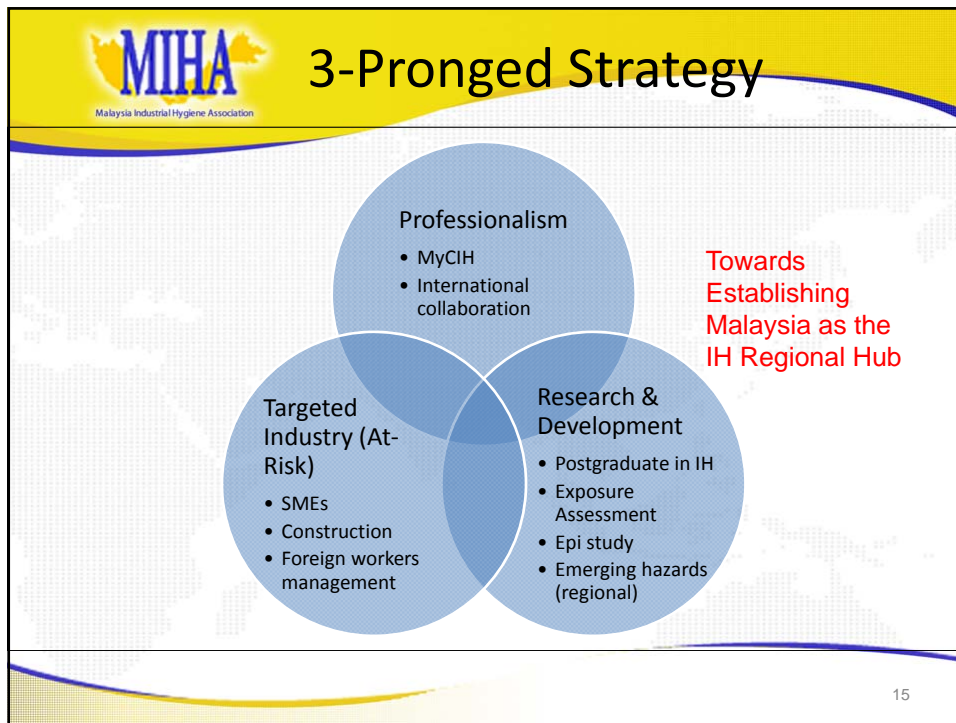 MIHA
Malaysia Industrial Hygiene Association
3-Pronged Strategy
Professionalism
• MyCIH
• International
collaboration
Towards
Establishing
Malaysia as the
IH Regional Hub
Targeted
Industry (At-
Risk)
• SMEs
• Construction
• Foreign workers
management
Research &
Development
• Postgraduate in IH
• Exposure
Assessment
• Epi study
• Emerging hazards
(regional)
15